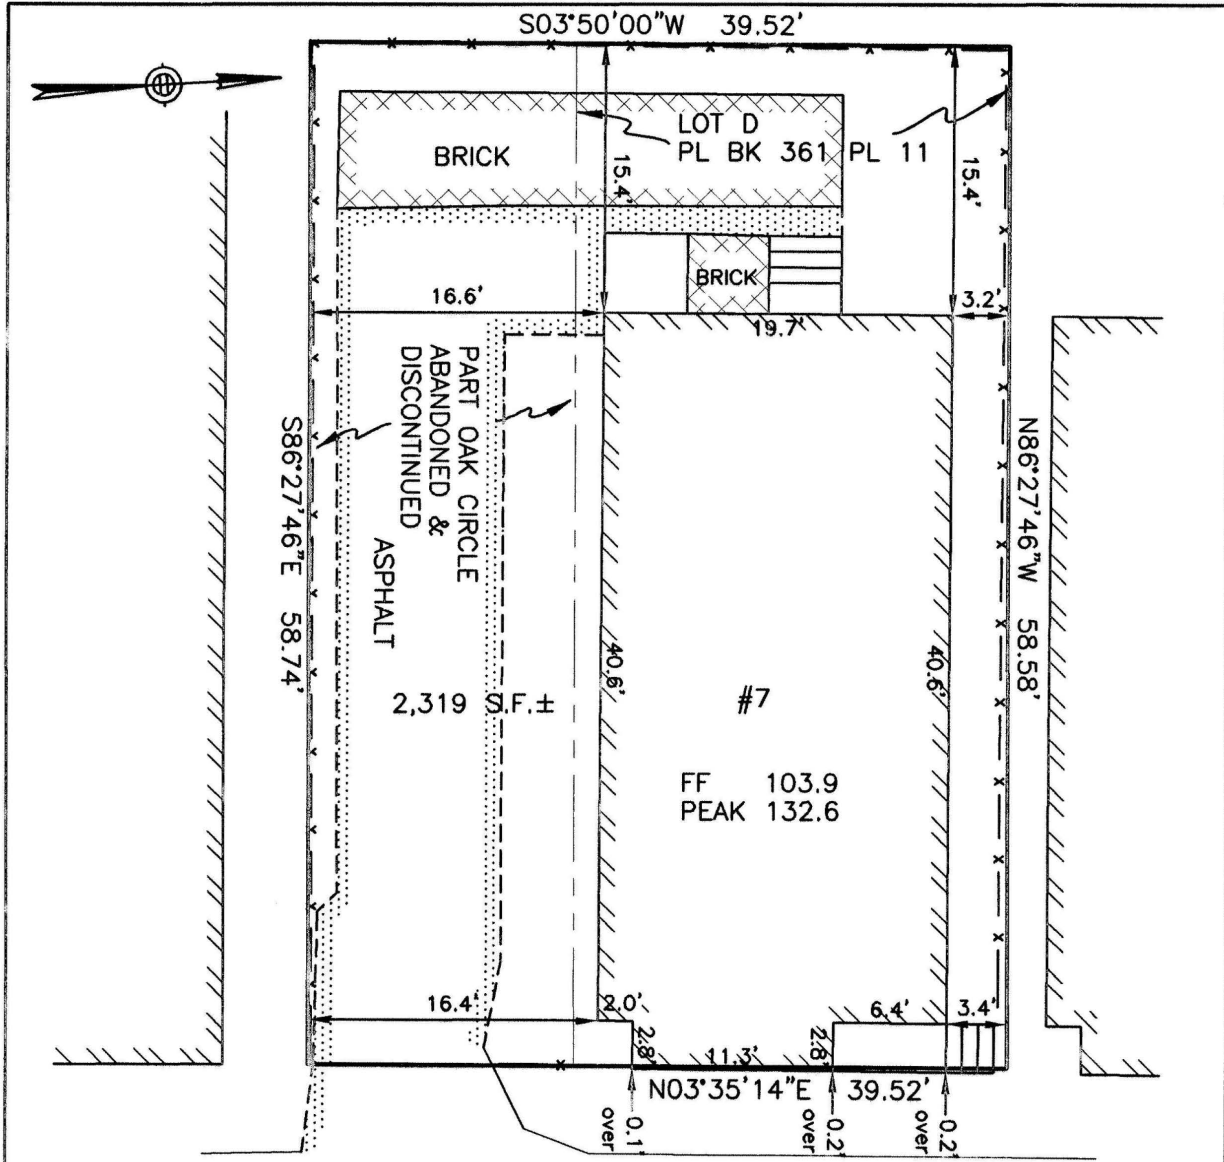 S03°50'00"W 39.52'
LOT D
PL BK 361 PL 11
BRICK
15.4'
15.4'
BRICK
16.6'
3.2'
19.7'
PART OAK CIRCLE
ABANDONED &
DISCONTINUED
ASPHALT
S86°27'46"E 58.74'
N86°27'46"W 58.58'
40.6'
40.6'
2,319 S.F.±
#7
FF 103.9
PEAK 132.6
16.4'
2.0'
6.4'
3.4'
2.8'
2.8'
11.3'
N03°35'14"E 39.52'
0.1'
over
0.2'
over
0.2'
over